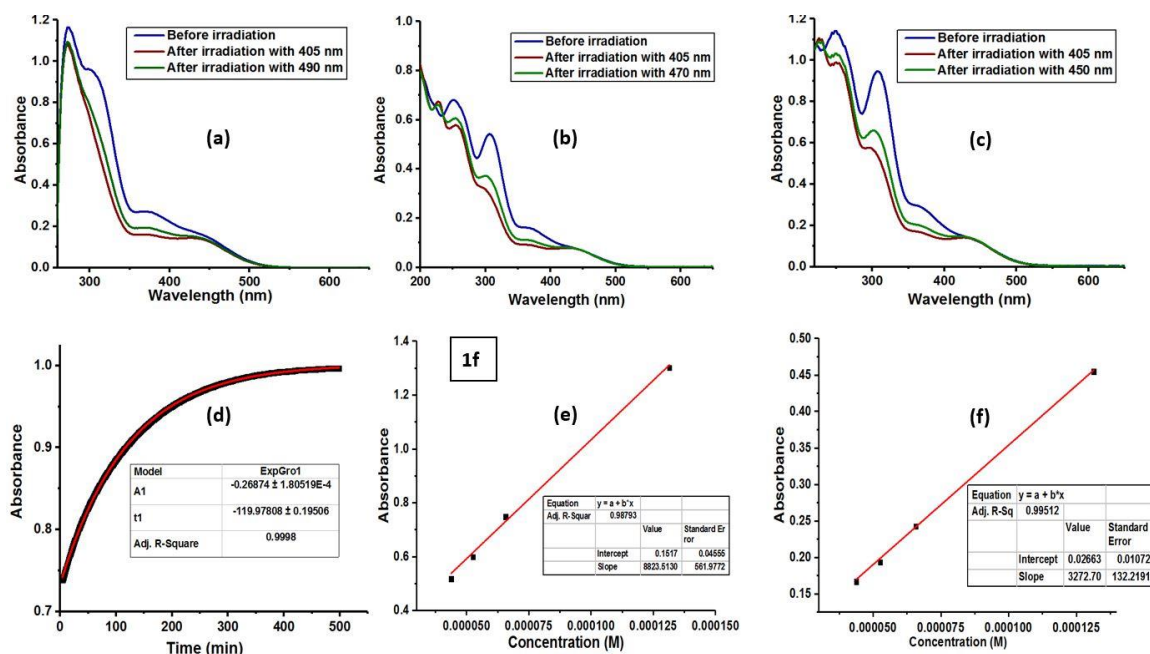 1.2
1.0
0.8
0.6
0.4
0.2
0.0
Absorbance
Before irradiation
After irradiation with 405 nm
After irradiation with 490 nm
(a)
300 400 500 600
Wavelength (nm)
1.0
0.8
0.6
0.4
0.2
0.0
Absorbance
Before irradiation
After irradiation with 405 nm
After irradiation with 470 nm
(b)
200 300 400 500 600
Wavelength (nm)
1.2
1.0
0.8
0.6
0.4
0.2
0.0
Absorbance
Before irradiation
After irradiation with 405 nm
After irradiation with 450 nm
(c)
300 400 500 600
Wavelength (nm)
1.0
0.9
0.8
0.7
Absorbance
(d)
Model ExpGro1
A1 -0.26874 ± 1.80519E-4
t1 -119.97808 ± 0.19506
Adj. R-Square 0.9998
0 100 200 300 400 500
Time (min)
1.4
1.2
1.0
0.8
0.6
0.4
Absorbance
1f
(e)
Equation y = a + b*x
Adj. R-Squar 0.98793
Value Standard Er
ror
Intercept 0.1517 0.04555
Slope 8823.5130 561.9772
0.000050 0.000075 0.000100 0.000125 0.000150
Concentration (M)
0.50
0.45
0.40
0.35
0.30
0.25
0.20
0.15
Absorbance
(f)
Equation y = a + b*x
Adj. R-Sq 0.99512
Value Standard
Error
Intercept 0.02663 0.01072
Slope 3272.70 132.2191
0.000050 0.000075 0.000100 0.000125
Concentration (M)